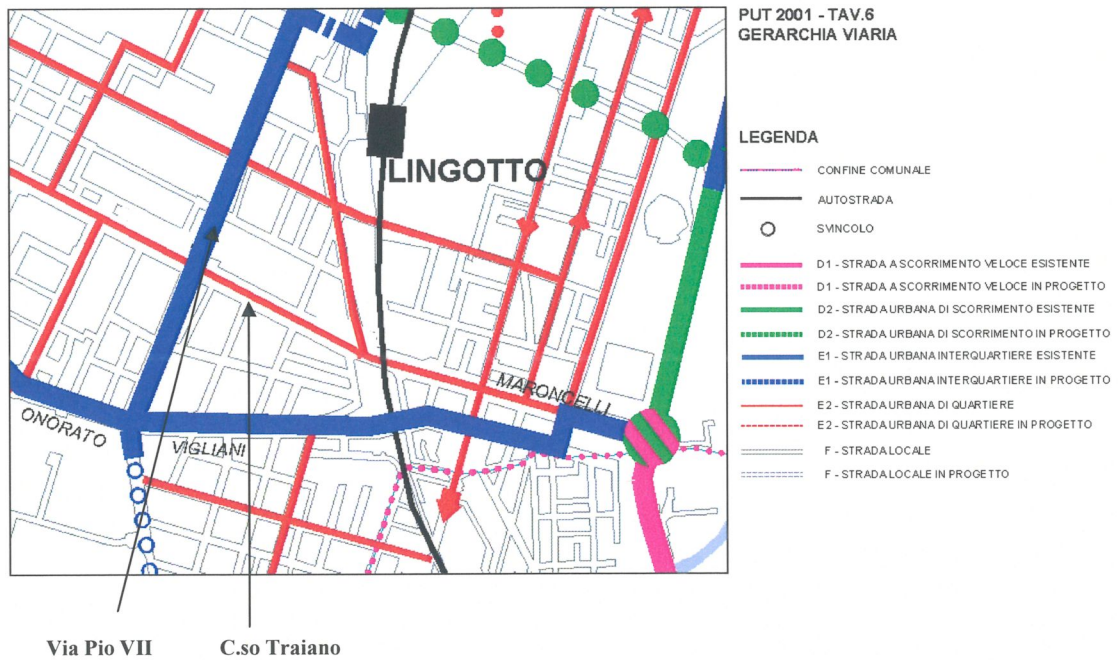 PUT 2001 - TAV.6
GERARCHIA VIARIA
LINGOTTO
MARONCELLI
ONORATO
VIGLIANI
LEGENDA
CONFINE COMUNALE
AUTOSTRADA
SVINCOLO
D1 - STRADA A SCORRIMENTO VELOCE ESISTENTE
D1 - STRADA A SCORRIMENTO VELOCE IN PROGETTO
D2 - STRADA URBANA DI SCORRIMENTO ESISTENTE
D2 - STRADA URBANA DI SCORRIMENTO IN PROGETTO
E1 - STRADA URBANA INTERQUARTIERE ESISTENTE
E1 - STRADA URBANA INTERQUARTIERE IN PROGETTO
E2 - STRADA URBANA DI QUARTIERE
E2 - STRADA URBANA DI QUARTIERE IN PROGETTO
F - STRADA LOCALE
F - STRADA LOCALE IN PROGETTO
Via Pio VII
C.so Traiano